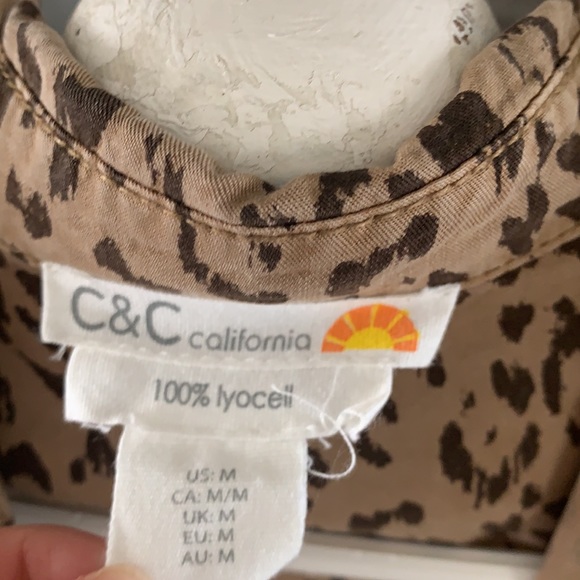 C&C california
100% lyocell
US: M
CA: M/M
UK: M
EU: M
AU: M